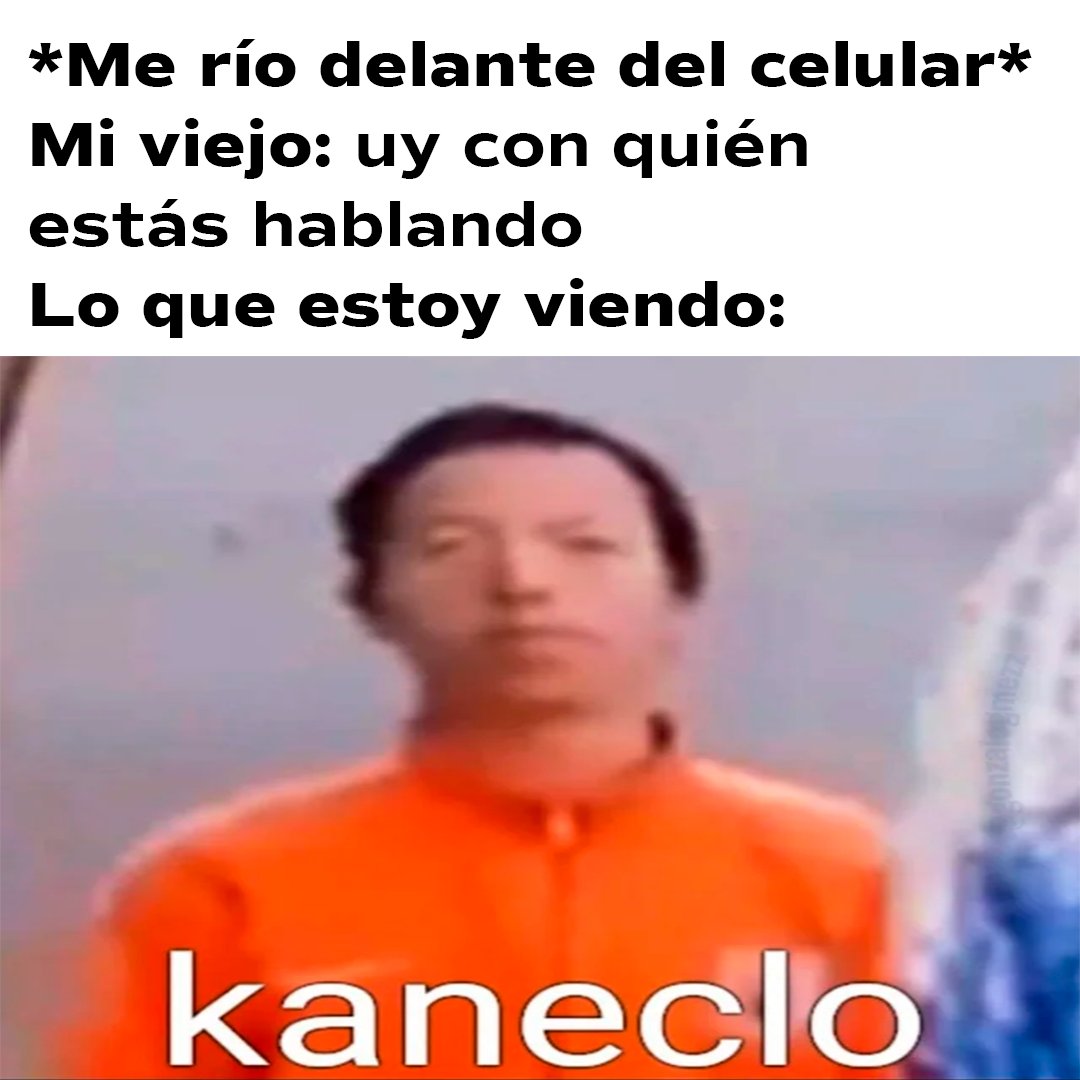 *Me río delante del celular*
Mi viejo: uy con quién
estás hablando
Lo que estoy viendo:
kaneclo